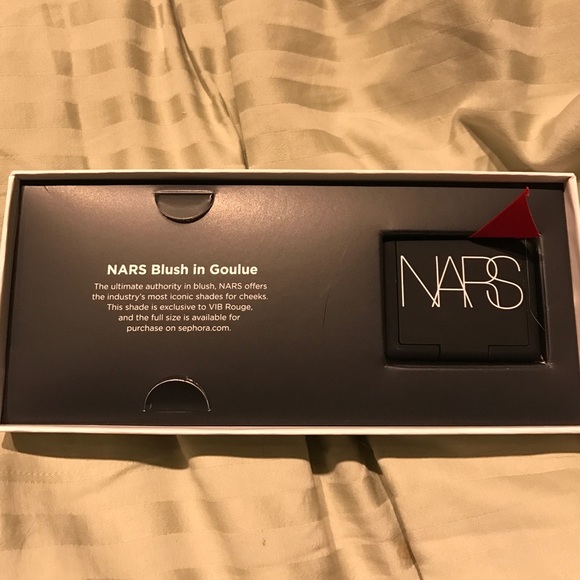 NARS Blush in Goulue
The ultimate authority in blush, NARS offers
the industry's most iconic shades for cheeks.
This shade is exclusive to VIB Rouge,
and the full size is available for
purchase on sephora.com.
NARS